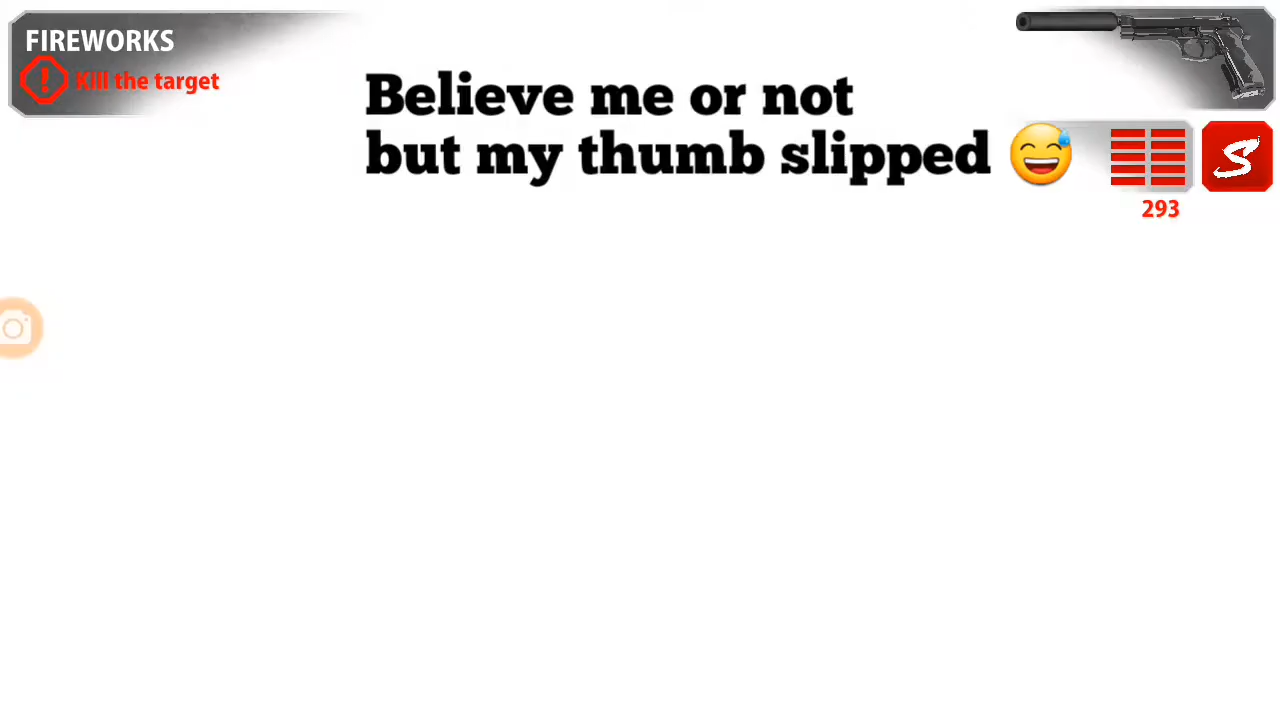 FIREWORKS
Kill the target
Believe me or not
but my thumb slipped 😅
S
293